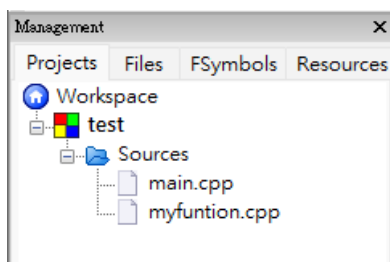 Management
Projects Files FSymbols Resources
Workspace
test
Sources
main.cpp
myfuntion.cpp